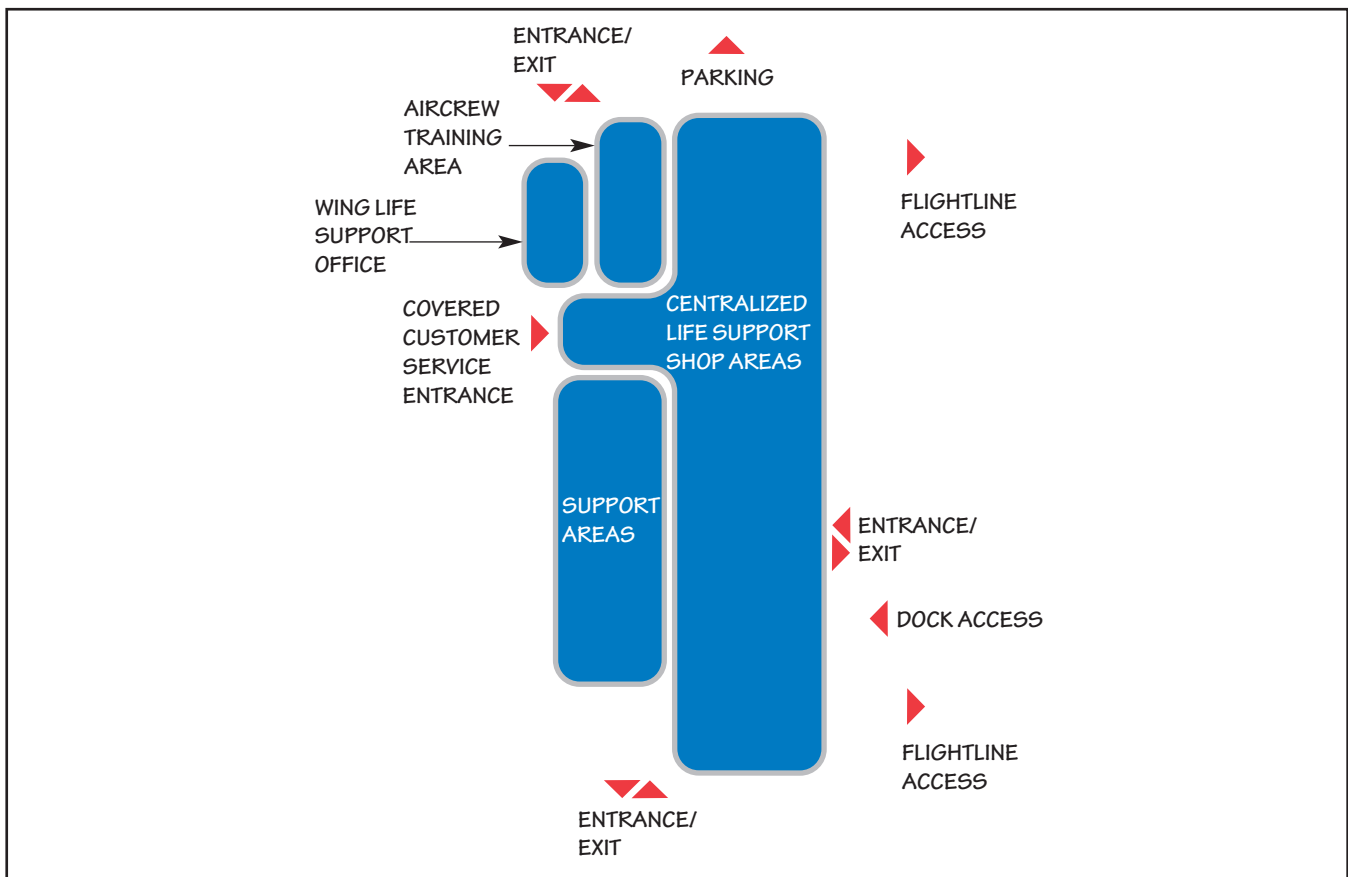 ENTRANCE/
EXIT
PARKING
AIRCREW
TRAINING
AREA
FLIGHTLINE
ACCESS
WING LIFE
SUPPORT
OFFICE
COVERED
CUSTOMER
SERVICE
ENTRANCE
CENTRALIZED
LIFE SUPPORT
SHOP AREAS
SUPPORT
AREAS
ENTRANCE/
EXIT
DOCK ACCESS
FLIGHTLINE
ACCESS
ENTRANCE/
EXIT